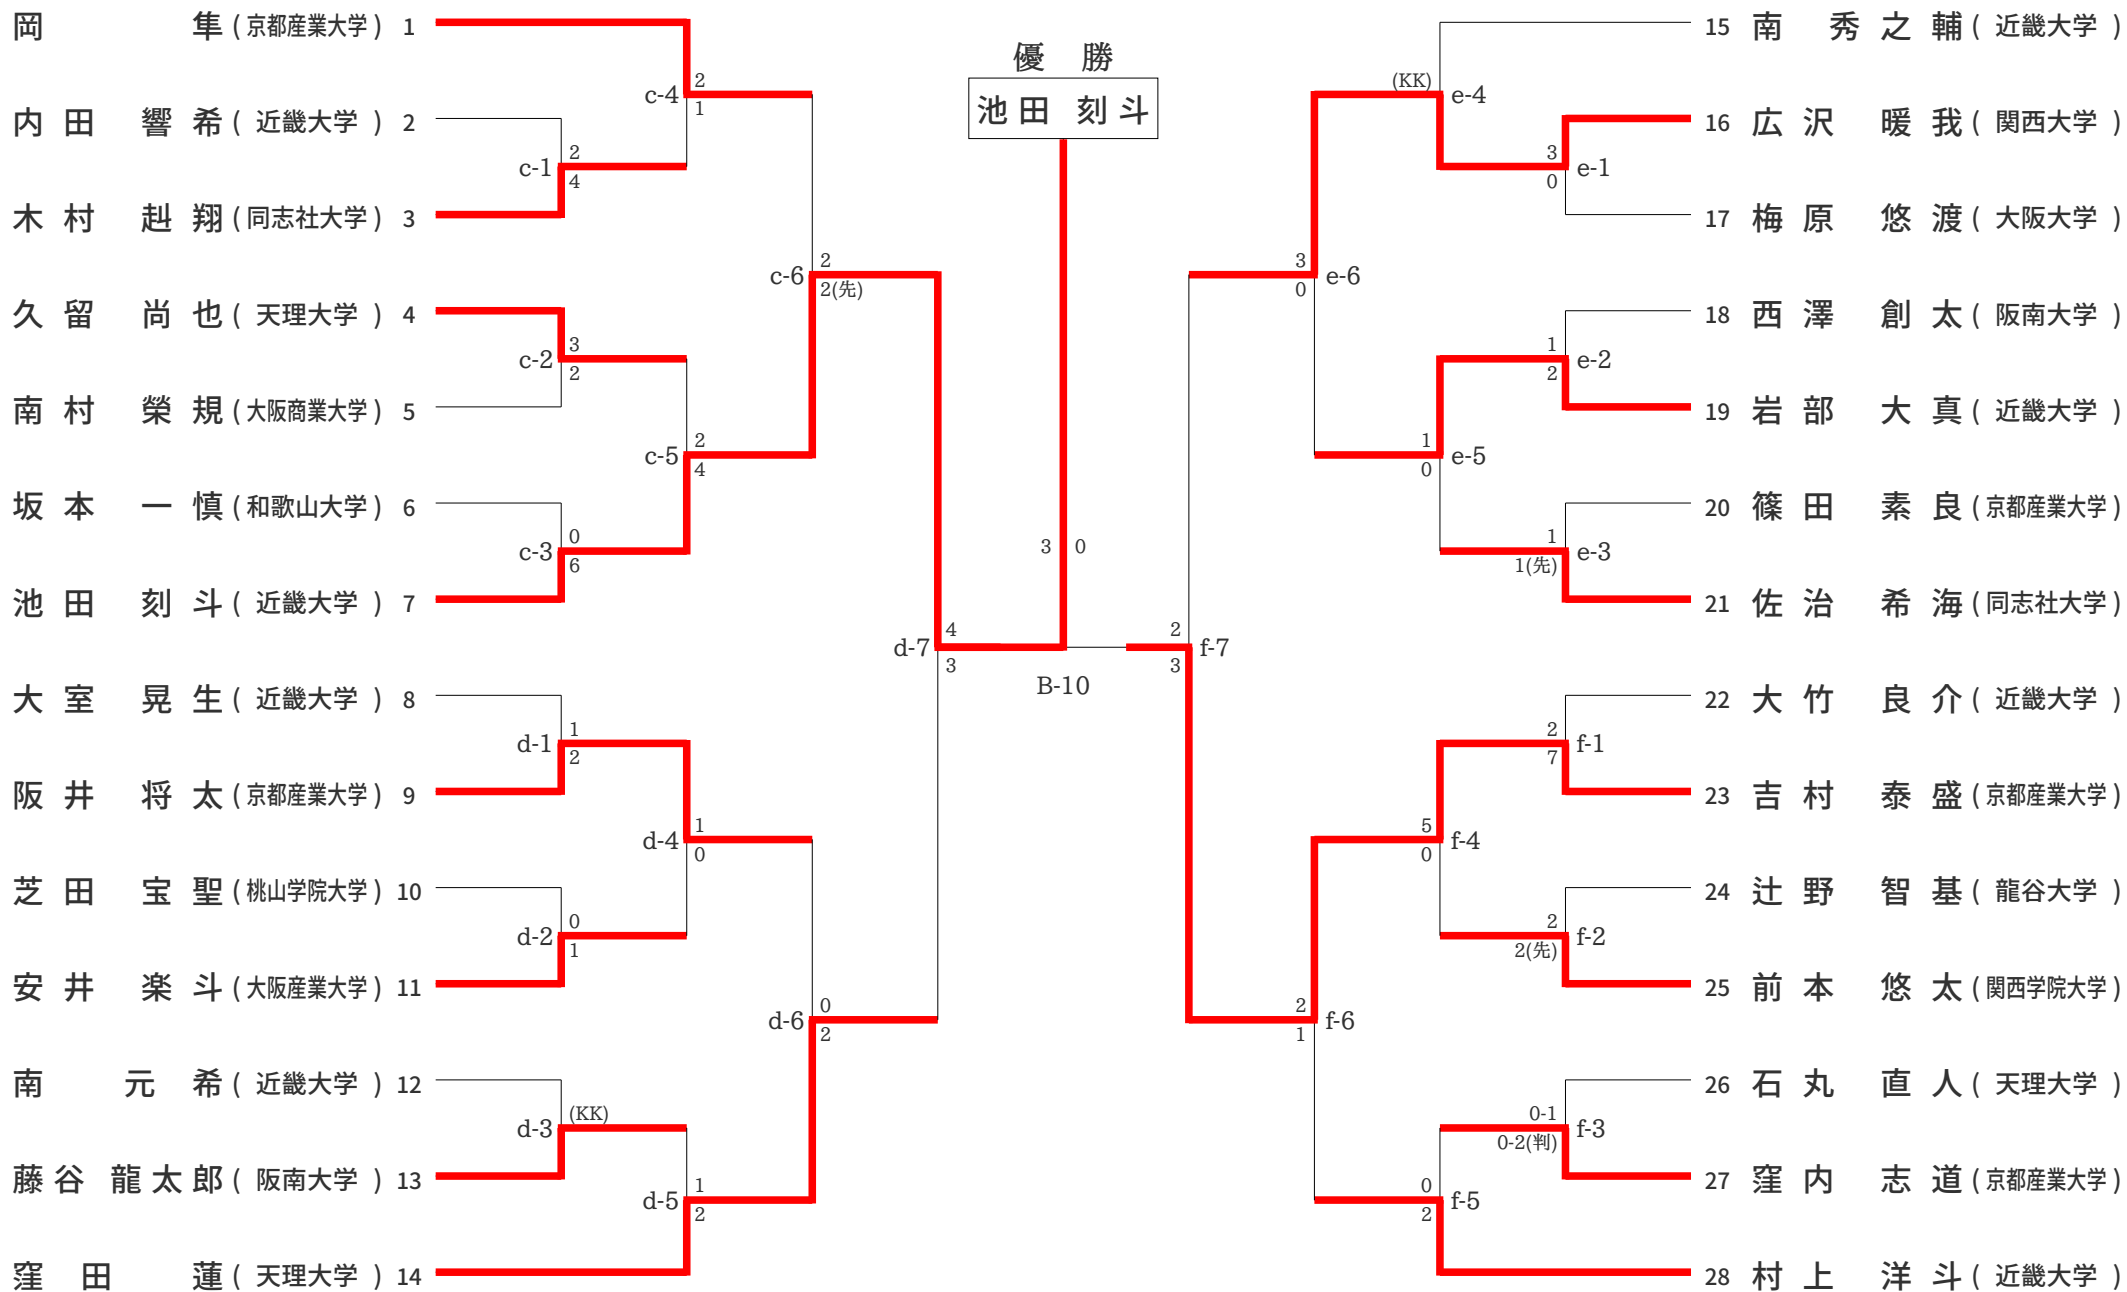 優 勝
池田 刻斗
岡 隼 (京都産業大学) 1
内田 響希 (近畿大学) 2
木村 赳翔 (同志社大学) 3
久留 尚也 (天理大学) 4
南村 榮規 (大阪商業大学) 5
坂本 一慎 (和歌山大学) 6
池田 刻斗 (近畿大学) 7
大室 晃生 (近畿大学) 8
阪井 将太 (京都産業大学) 9
芝田 宝聖 (桃山学院大学) 10
安井 楽斗 (大阪産業大学) 11
南 元希 (近畿大学) 12
藤谷 龍太郎 (阪南大学) 13
窪田 蓮 (天理大学) 14
c-1 2 4
c-2 3 2
c-3 0 6
d-1 1 2
d-2 0 1
d-3 (KK)
c-4 2 1
c-5 2 4
d-4 1 0
d-5 1 2
c-6 2 2(先)
d-6 0 2
d-7 4 3
3 0
B-10
2 3 f-7
3 0 e-6
2 1 f-6
(KK) e-4
1 0 e-5
5 0 f-4
0 2 f-5
3 0 e-1
1 2 e-2
1 1(先) e-3
2 7 f-1
2 2(先) f-2
0-1 0-2(判) f-3
15 南 秀之輔 (近畿大学)
16 広沢 暖我 (関西大学)
17 梅原 悠渡 (大阪大学)
18 西澤 創太 (阪南大学)
19 岩部 大真 (近畿大学)
20 篠田 素良 (京都産業大学)
21 佐治 希海 (同志社大学)
22 大竹 良介 (近畿大学)
23 吉村 泰盛 (京都産業大学)
24 辻野 智基 (龍谷大学)
25 前本 悠太 (関西学院大学)
26 石丸 直人 (天理大学)
27 窪内 志道 (京都産業大学)
28 村上 洋斗 (近畿大学)